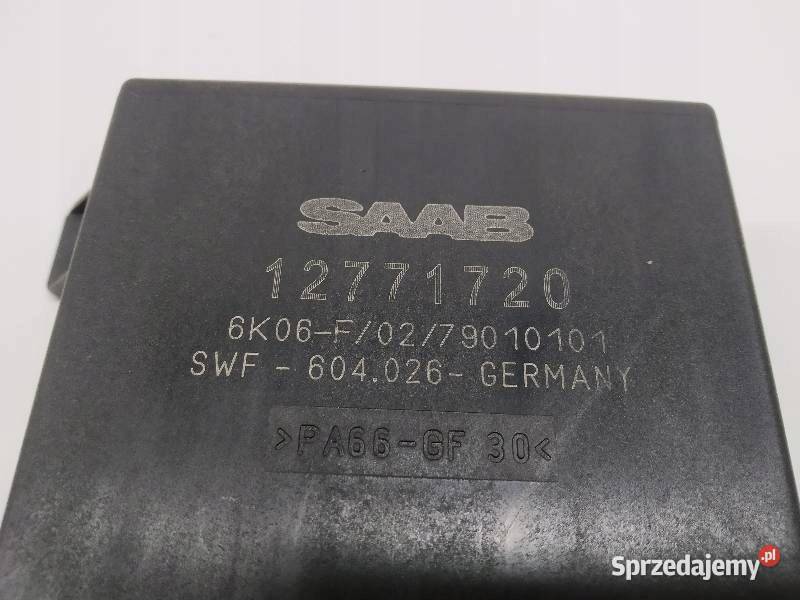 SAAB
12771720
6K06-F/02/79010101
SWF - 604.026- GERMANY
>PA66-GF 30<
Sprzedajemy.pl